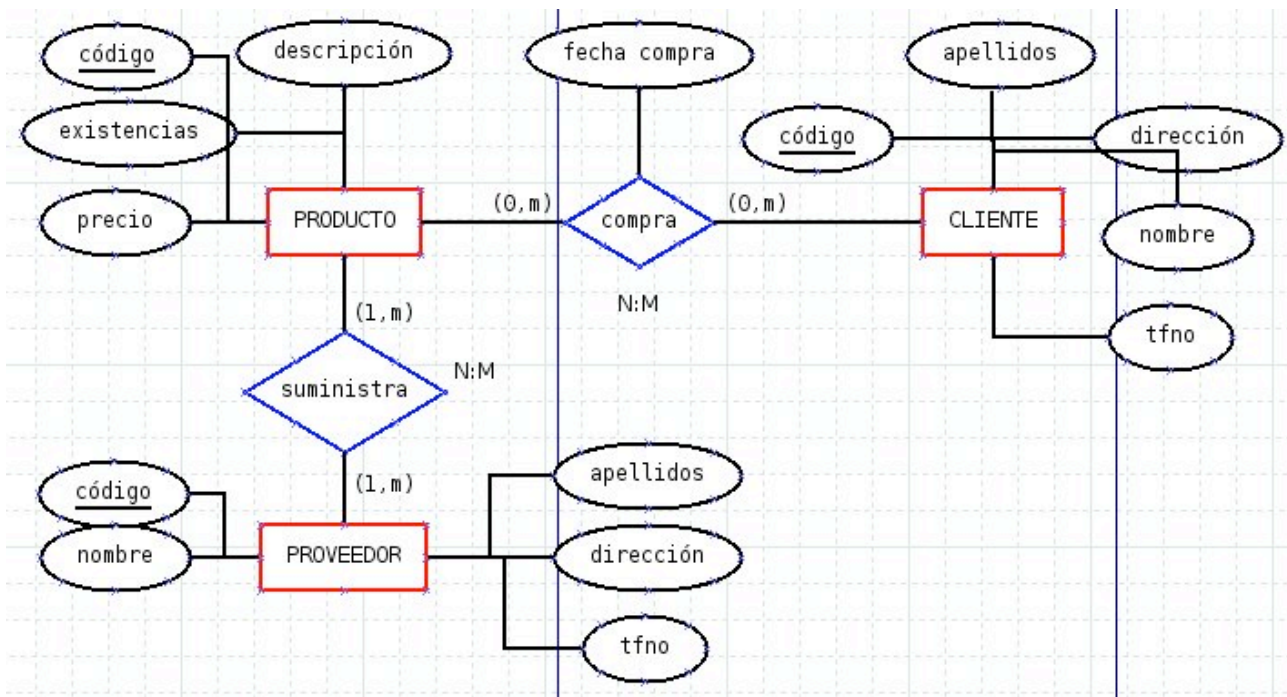 código
descripción
fecha compra
apellidos
existencias
código
dirección
precio
PRODUCTO
(0,m)
compra
(0,m)
CLIENTE
nombre
N:M
(1,m)
tfno
suministra
N:M
(1,m)
apellidos
código
nombre
PROVEEDOR
dirección
tfno